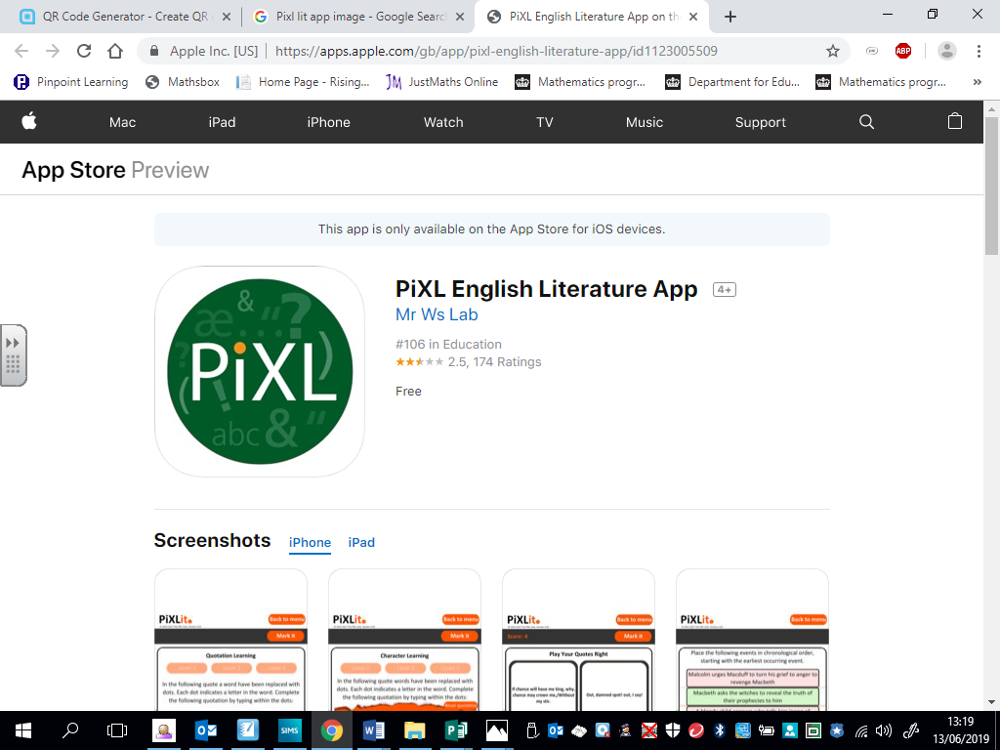 QR Code Generator - Create QR
Pixl lit app image - Google Searc
PiXL English Literature App on th
Apple Inc. [US] | https://apps.apple.com/gb/app/pixl-english-literature-app/id1123005509
ABP
Pinpoint Learning
Mathsbox
Home Page - Rising...
JustMaths Online
Mathematics progr...
Department for Edu...
Mathematics progr...
»
Mac
iPad
iPhone
Watch
TV
Music
Support
App Store Preview
This app is only available on the App Store for iOS devices.
& æ...“?
PiXL
abc & “
PiXL English Literature App 4+
Mr Ws Lab
#106 in Education
2.5, 174 Ratings
Free
Screenshots iPhone iPad
PiXLit. Back to menu
Mark it
Quotation Learning
In the following quote a word have been replaced with
dots. Each dot indicates a letter in the word. Complete
the following quotation by typing within the dots:
PiXLit. Back to menu
Mark it
Character Learning
In the following quote words have been replaced with
dots. Each dot indicates a letter in the word. Complete
the following quotation by typing within the dots:
PiXLit. Back to menu
Score: 4 Mark it
Play Your Quotes Right
If chance will have me king, why,
chance may crown me,/Without
my stir.
Out, damned spot! out, I say!
PiXLit. Back to menu
Mark it
Place the following events in chronological order,
starting with the earliest occurring event.
Malcolm urges Macduff to turn his grief to anger to
revenge Macbeth
Macbeth asks the witches to reveal the truth of
their prophecies to him
SIMS
13:19
13/06/2019